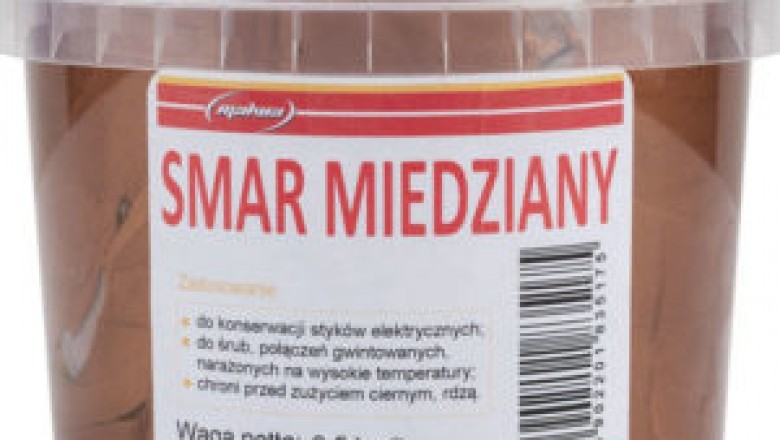 SMAR MIEDZIANY
Zastosowanie
do konserwacji styków elektrycznych;
do śrub, połączeń gwintowanych,
narażonych na wysokie temperatury;
chroni przed zużyciem ciernym, rdzą.
Waga netto: